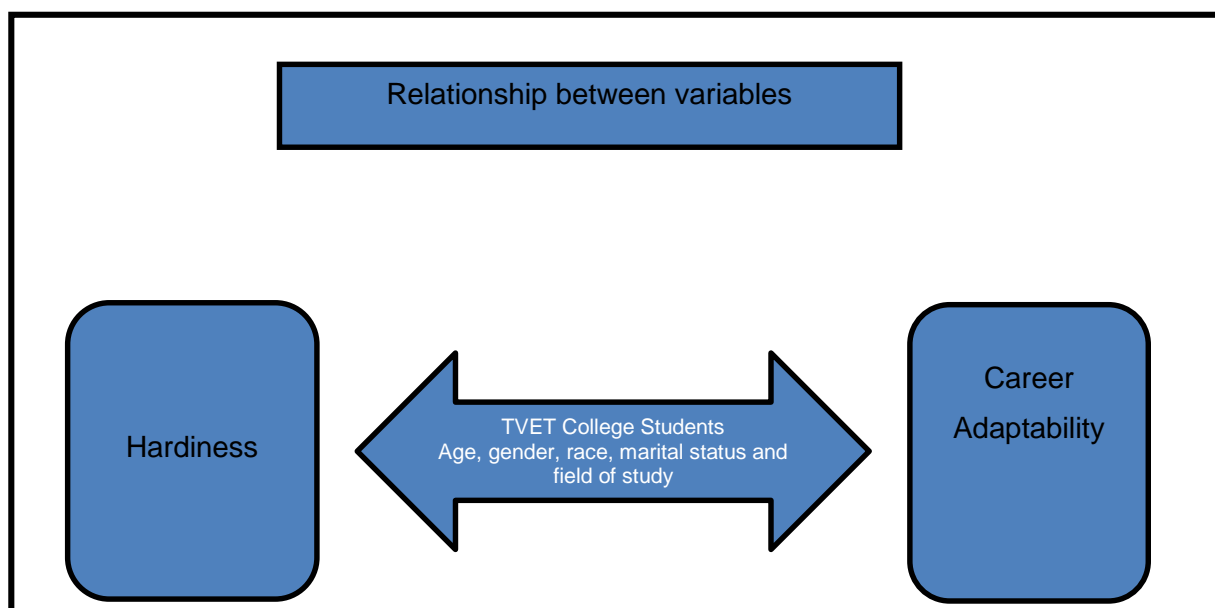 Relationship between variables
Hardiness
TVET College Students
Age, gender, race, marital status and
field of study
Career
Adaptability